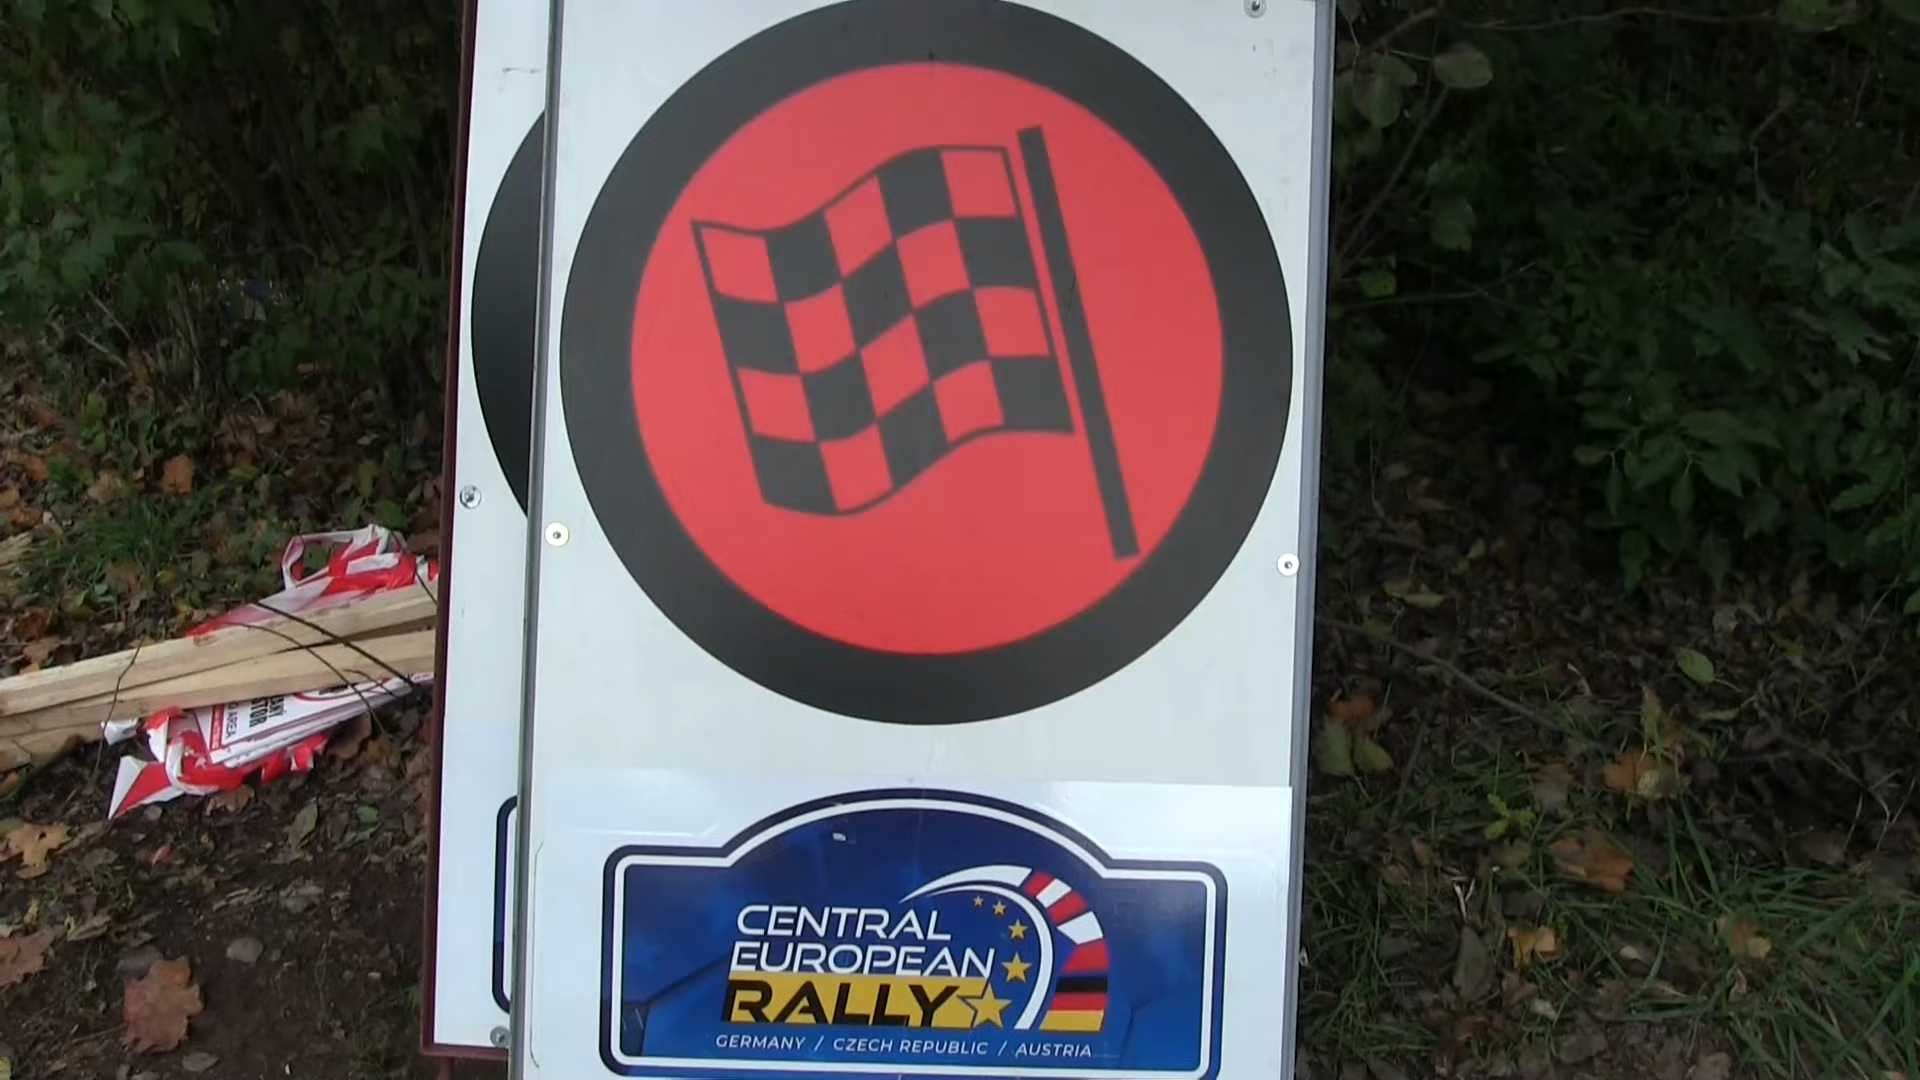 CENTRAL
EUROPEAN
RALLY
GERMANY / CZECH REPUBLIC / AUSTRIA